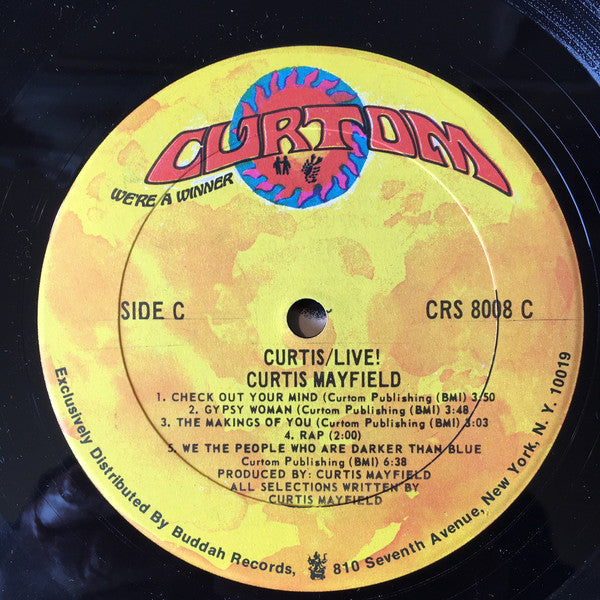 CURTOM
WE'RE A WINNER
SIDE C
CRS 8008 C
CURTIS/LIVE!
CURTIS MAYFIELD
1. CHECK OUT YOUR MIND (Curtom Publishing (BMI) 3:50
2. GYPSY WOMAN (Curtom Publishing (BMI) 3:48
3. THE MAKINGS OF YOU (Curtom Publishing (BMI) 3:03
4. RAP (2:00)
5. WE THE PEOPLE WHO ARE DARKER THAN BLUE
Curtom Publishing (BMI) 6:38
PRODUCED BY: CURTIS MAYFIELD
ALL SELECTIONS WRITTEN BY
CURTIS MAYFIELD
Exclusively Distributed By Buddah Records, 810 Seventh Avenue, New York, N. Y. 10019